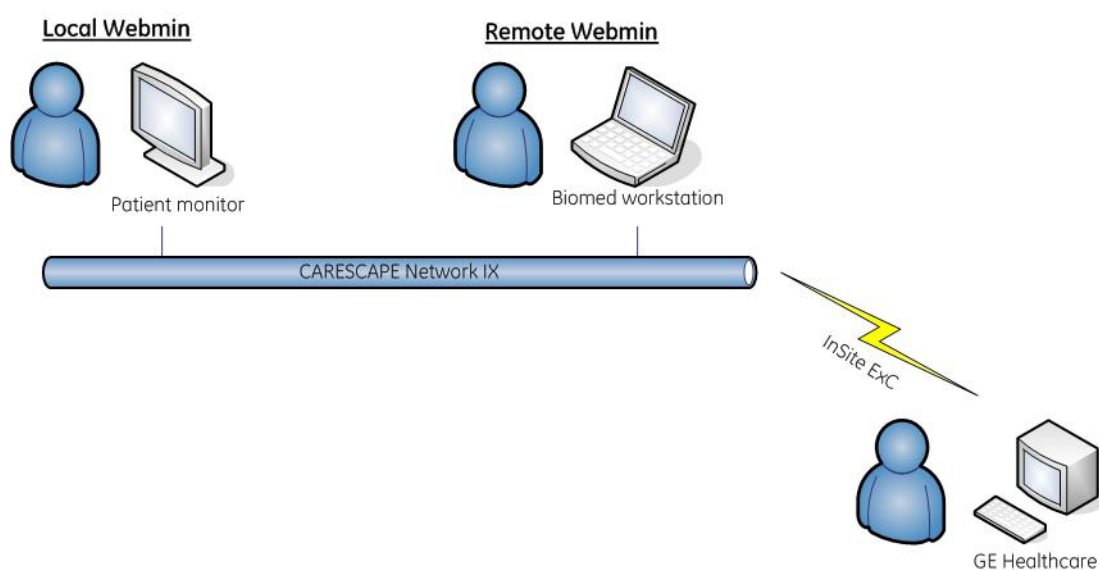 Local Webmin
Remote Webmin
Patient monitor
Biomed workstation
CARESCAPE Network IX
InSite ExC
GE Healthcare